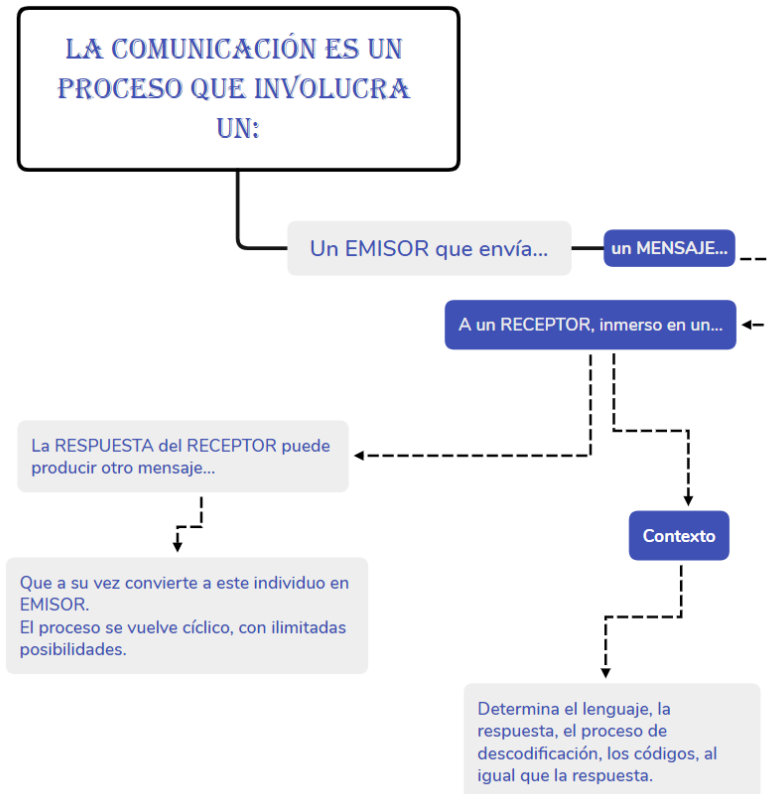 LA COMUNICACIÓN ES UN
PROCESO QUE INVOLUCRA
UN:
Un EMISOR que envía...
un MENSAJE...
A un RECEPTOR, inmerso en un...
La RESPUESTA del RECEPTOR puede
producir otro mensaje...
Contexto
Que a su vez convierte a este individuo en
EMISOR.
El proceso se vuelve cíclico, con ilimitadas
posibilidades.
Determina el lenguaje, la
respuesta, el proceso de
descodificación, los códigos, al
igual que la respuesta.